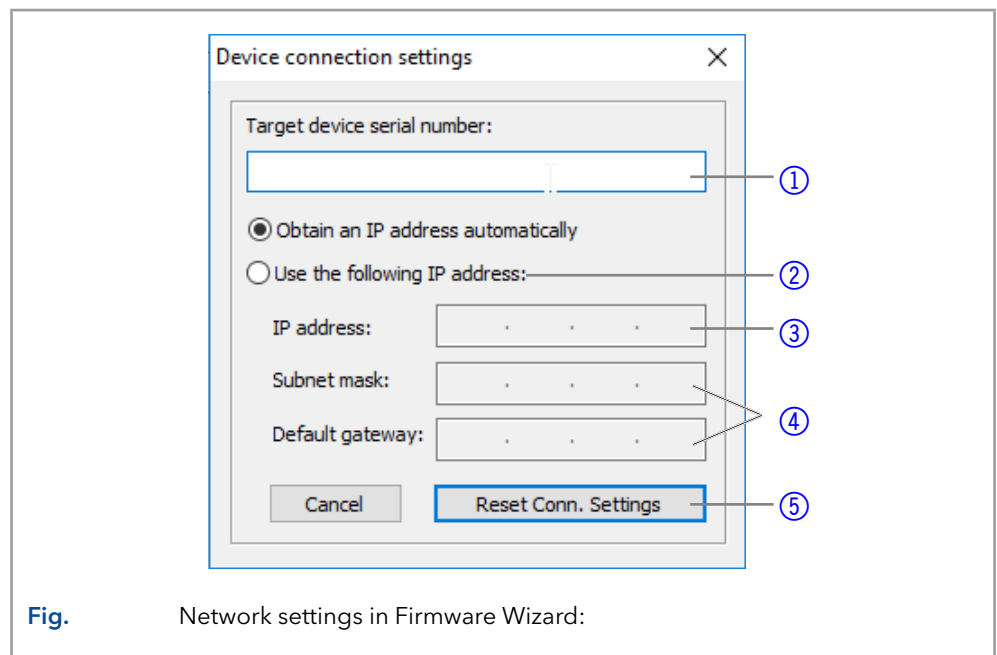 Device connection settings
Target device serial number:
①
Obtain an IP address automatically
Use the following IP address: ②
IP address: . . . ③
Subnet mask: . . .
④
Default gateway: . . .
Cancel Reset Conn. Settings ⑤
Fig. Network settings in Firmware Wizard: